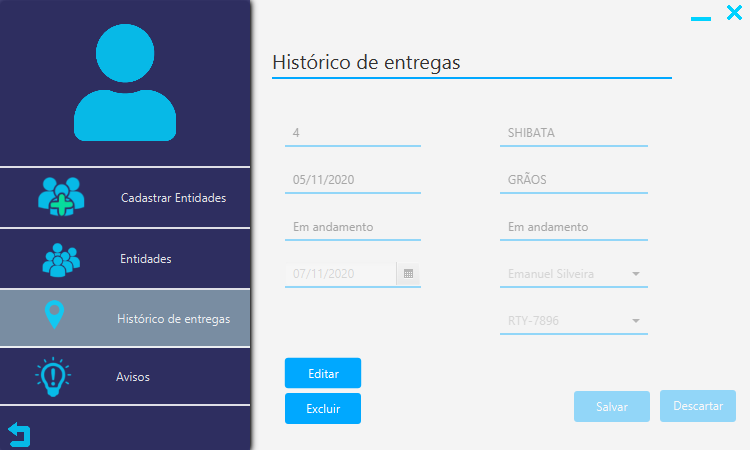 Histórico de entregas
4
SHIBATA
05/11/2020
GRÃOS
Em andamento
Em andamento
07/11/2020
Emanuel Silveira
RTY-7896
Editar
Excluir
Salvar
Descartar
Cadastrar Entidades
Entidades
Histórico de entregas
Avisos